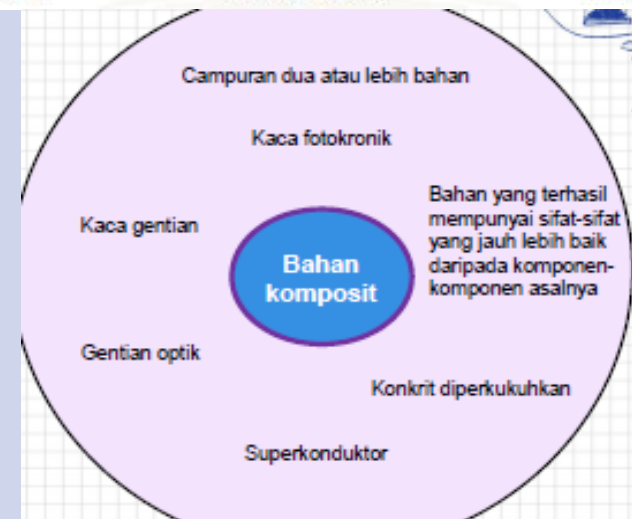 Campuran dua atau lebih bahan
Kaca fotokronik
Bahan yang terhasil
mempunyai sifat-sifat
yang jauh lebih baik
daripada komponen-
komponen asalnya
Kaca gentian
Bahan
komposit
Gentian optik
Konkrit diperkukuhkan
Superkonduktor